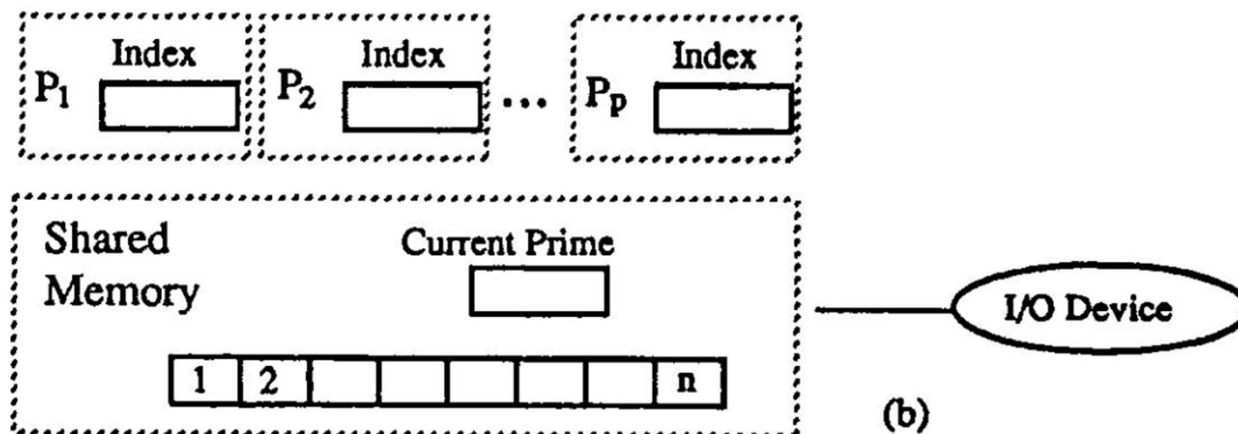 Index Index Index
P1 P2 ... Pp
Shared Current Prime
Memory
I/O Device
1 2 n
(b)